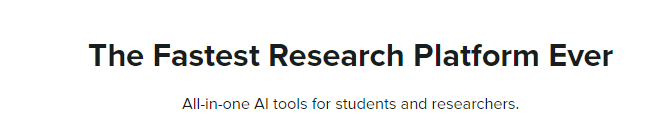 The Fastest Research Platform Ever
All-in-one AI tools for students and researchers.